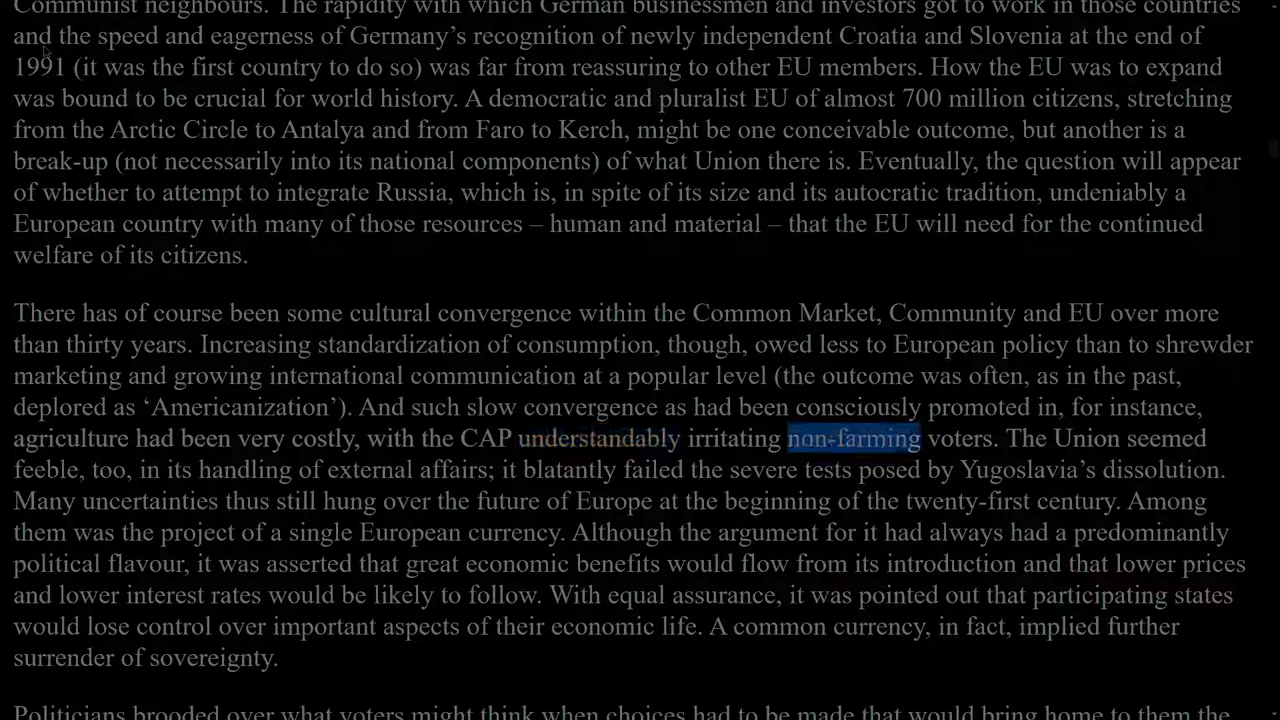 Communist neighbours. The rapidity with which German businessmen and investors got to work in those countries
and the speed and eagerness of Germany’s recognition of newly independent Croatia and Slovenia at the end of
1991 (it was the first country to do so) was far from reassuring to other EU members. How the EU was to expand
was bound to be crucial for world history. A democratic and pluralist EU of almost 700 million citizens, stretching
from the Arctic Circle to Antalya and from Faro to Kerch, might be one conceivable outcome, but another is a
break-up (not necessarily into its national components) of what Union there is. Eventually, the question will appear
of whether to attempt to integrate Russia, which is, in spite of its size and its autocratic tradition, undeniably a
European country with many of those resources – human and material – that the EU will need for the continued
welfare of its citizens.
There has of course been some cultural convergence within the Common Market, Community and EU over more
than thirty years. Increasing standardization of consumption, though, owed less to European policy than to shrewder
marketing and growing international communication at a popular level (the outcome was often, as in the past,
deplored as ‘Americanization’). And such slow convergence as had been consciously promoted in, for instance,
agriculture had been very costly, with the CAP understandably irritating non-farming voters. The Union seemed
feeble, too, in its handling of external affairs; it blatantly failed the severe tests posed by Yugoslavia’s dissolution.
Many uncertainties thus still hung over the future of Europe at the beginning of the twenty-first century. Among
them was the project of a single European currency. Although the argument for it had always had a predominantly
political flavour, it was asserted that great economic benefits would flow from its introduction and that lower prices
and lower interest rates would be likely to follow. With equal assurance, it was pointed out that participating states
would lose control over important aspects of their economic life. A common currency, in fact, implied further
surrender of sovereignty.
Politicians brooded over what voters might think when choices had to be made that would bring home to them the